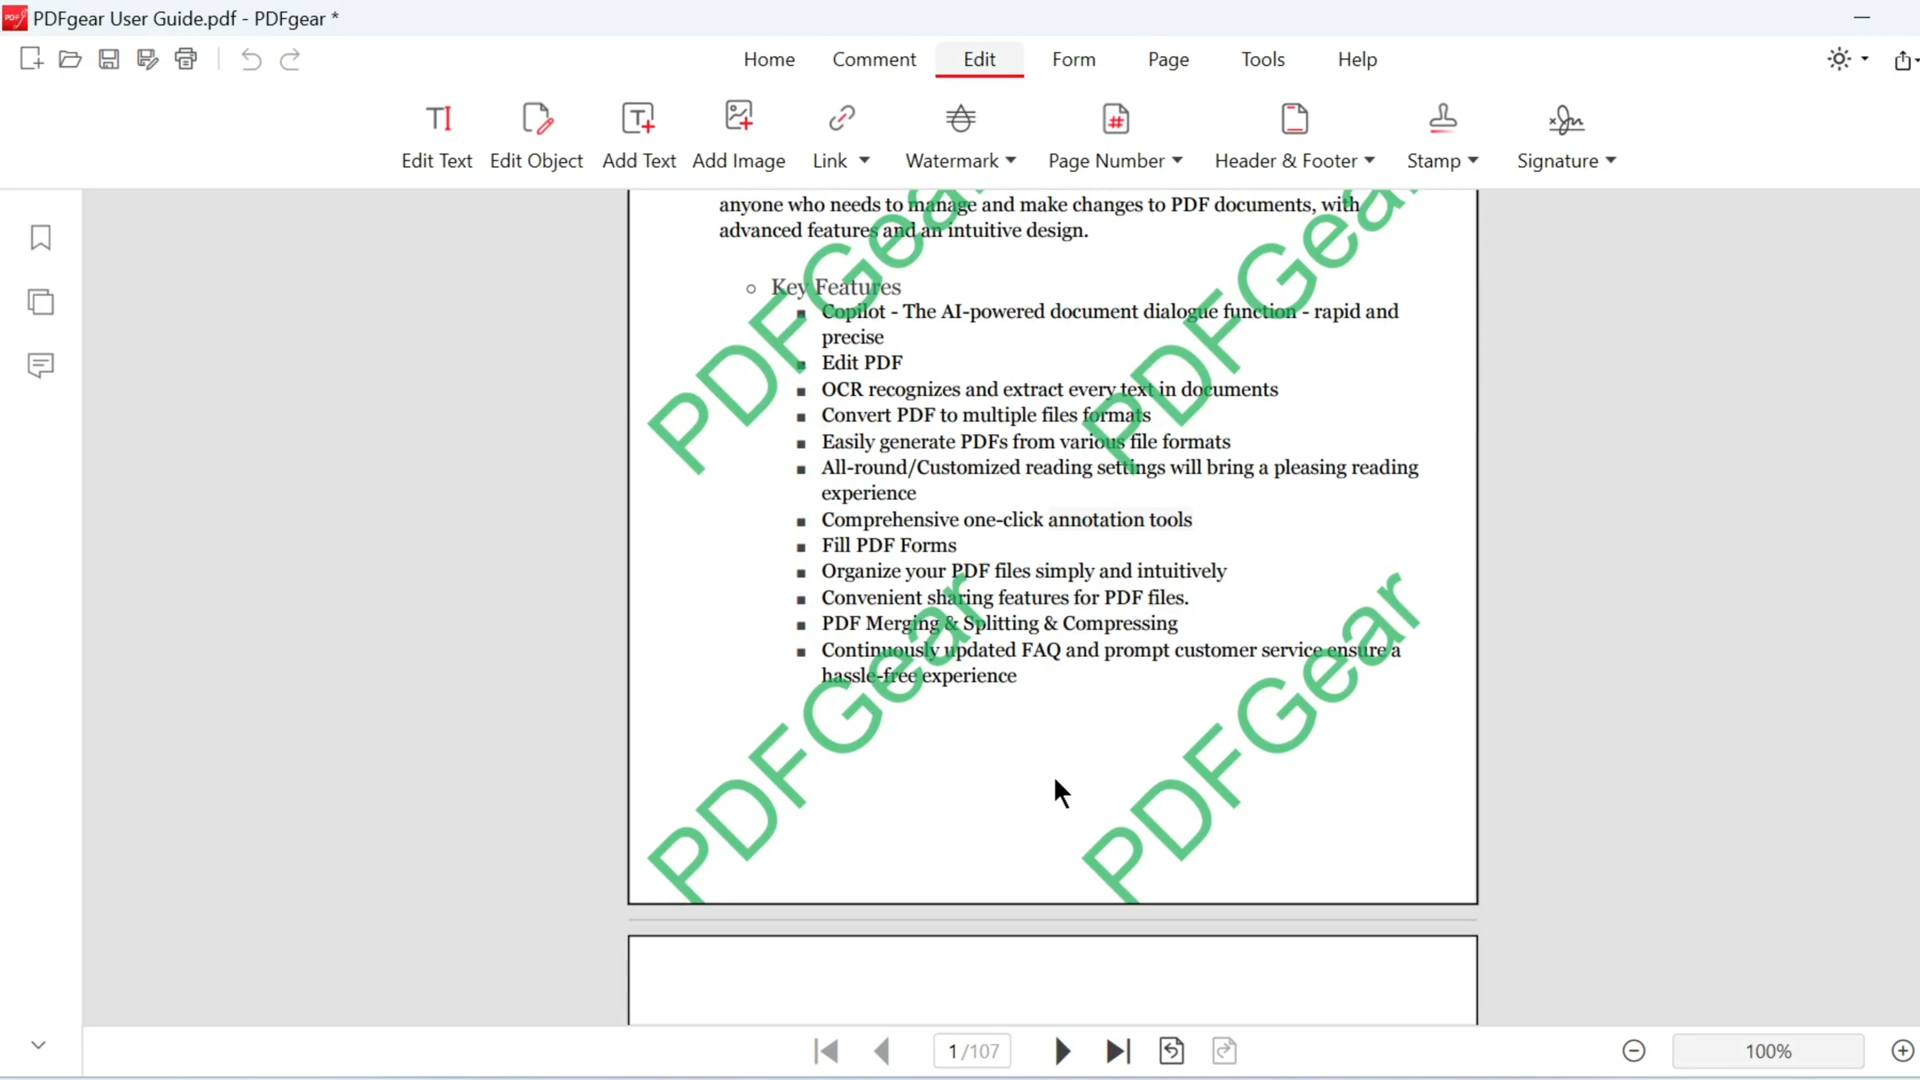 PDFgear User Guide.pdf - PDFgear *
Home Comment Edit Form Page Tools Help
Edit Text Edit Object Add Text Add Image Link Watermark Page Number Header & Footer Stamp Signature
anyone who needs to manage and make changes to PDF documents, with
advanced features and an intuitive design.
Key Features
Copilot - The AI-powered document dialogue function - rapid and
precise
Edit PDF
OCR recognizes and extract every text in documents
Convert PDF to multiple files formats
Easily generate PDFs from various file formats
All-round/Customized reading settings will bring a pleasing reading
experience
Comprehensive one-click annotation tools
Fill PDF Forms
Organize your PDF files simply and intuitively
Convenient sharing features for PDF files.
PDF Merging & Splitting & Compressing
Continuously updated FAQ and prompt customer service ensure a
hassle-free experience
PDFGear
PDFGear
PDFGear
PDFGear
1 /107
100%